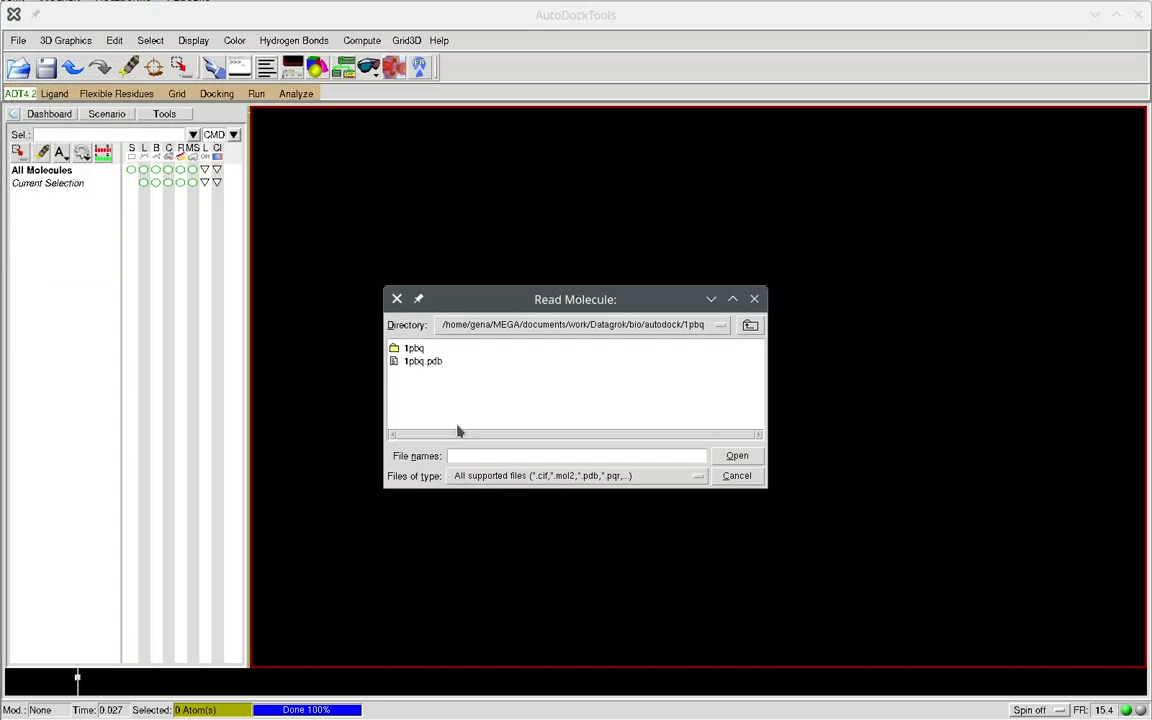 AutoDockTools
File 3D Graphics Edit Select Display Color Hydrogen Bonds Compute Grid3D Help
ADT4.2 Ligand Flexible Residues Grid Docking Run Analyze
Dashboard Scenario Tools
Sel.: CMD
S L B C R MS L Cl
All Molecules
Current Selection
Read Molecule:
Directory: /home/gena/MEGA/documents/work/Datagrok/bio/autodock/1pbq
1pbq
1pbq.pdb
File names: Open
Files of type: All supported files (*.cif,*.mol2,*.pdb,*.pqr,...) Cancel
Mod.: None Time: 0.027 Selected: 0 Atom(s) Done 100% Spin off FR: 15.4